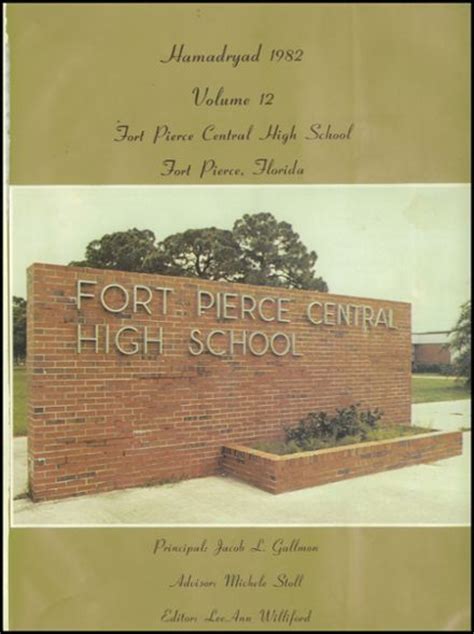 Hamadryad 1982
Volume 12
Fort Pierce Central High School
Fort Pierce, Florida
FORT PIERCE CENTRAL
HIGH SCHOOL
Principal: Jacob L. Gallmon
Advisor: Michele Stoll
Editor: LeeAnn Williford